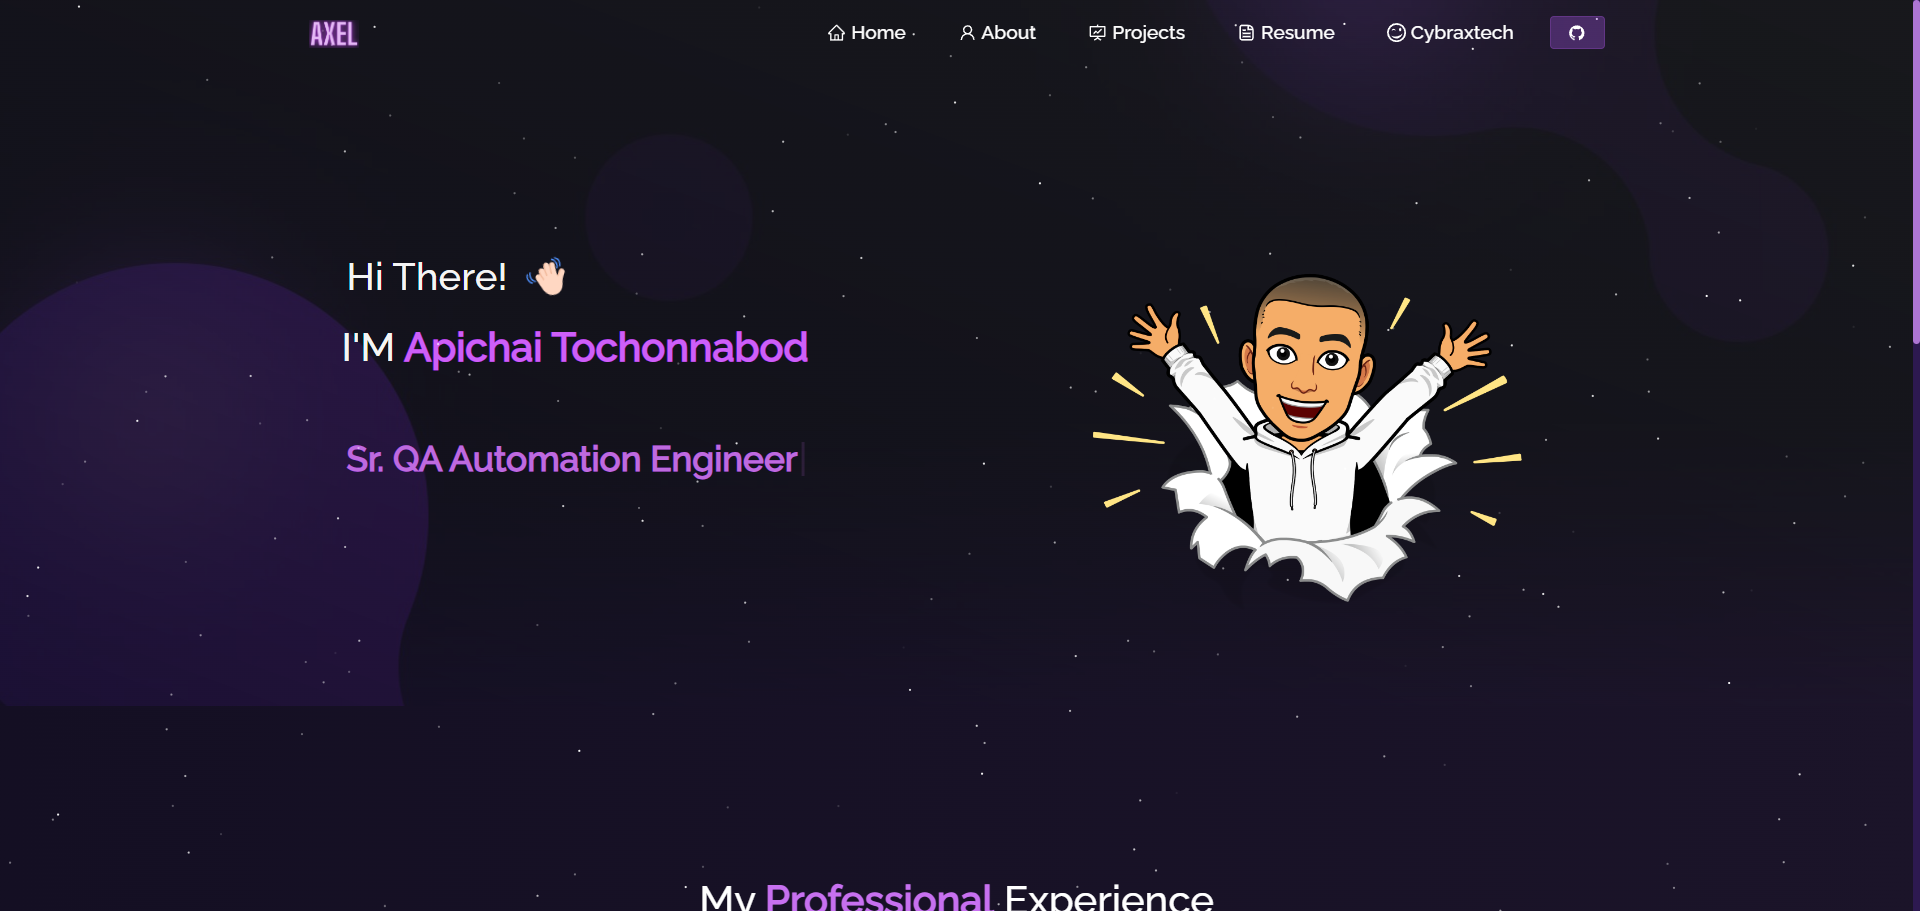 AXEL
Home
About
Projects
Resume
Cybraxtech
Hi There! 👋🏻
I'M Apichai Tochonnabod
Sr. QA Automation Engineer
My Professional Experience